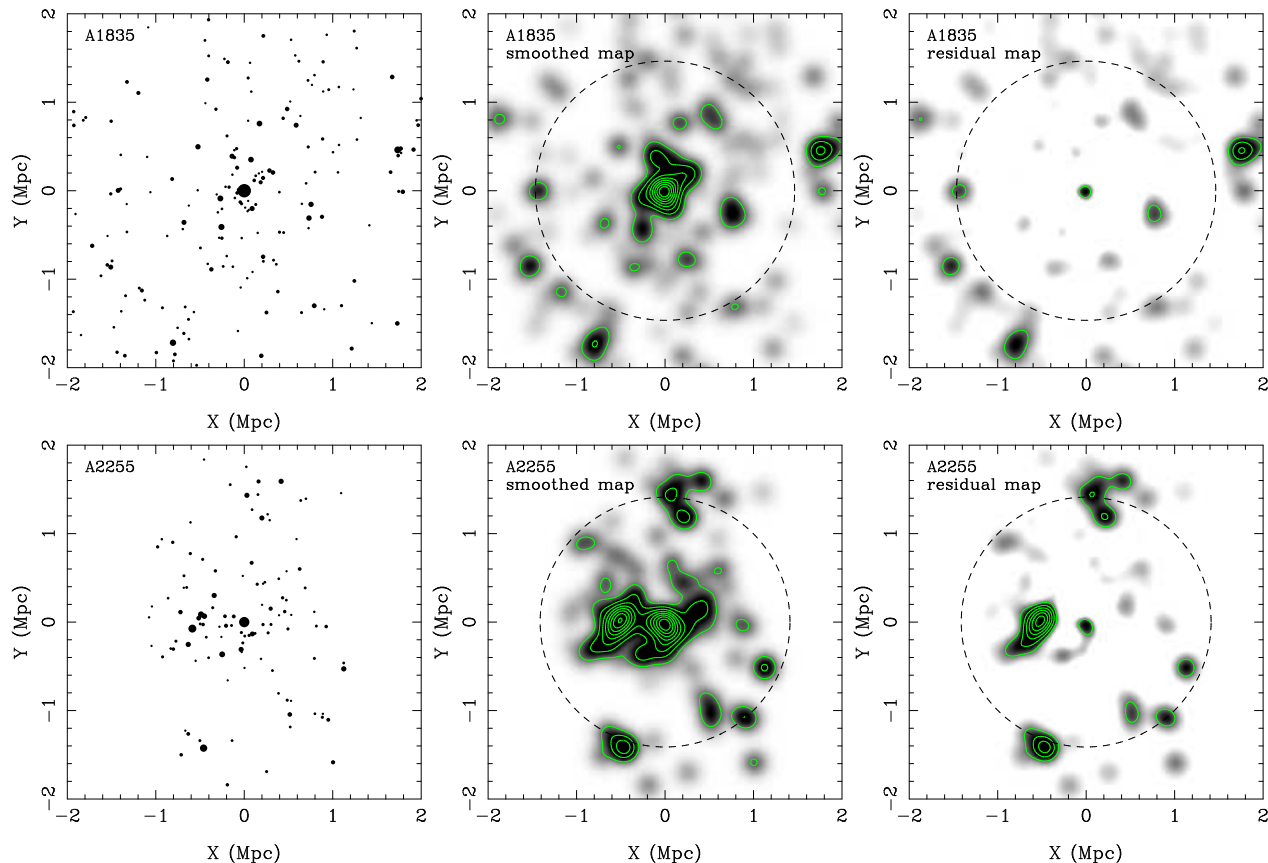 A1835
A1835
smoothed map
A1835
residual map
Y (Mpc)
2
1
0
−1
−2
Y (Mpc)
2
1
0
−1
−2
Y (Mpc)
2
1
0
−1
−2
−2 −1 0 1 2
−2 −1 0 1 2
−2 −1 0 1 2
X (Mpc)
X (Mpc)
X (Mpc)
A2255
A2255
smoothed map
A2255
residual map
Y (Mpc)
2
1
0
−1
−2
Y (Mpc)
2
1
0
−1
−2
Y (Mpc)
2
1
0
−1
−2
−2 −1 0 1 2
−2 −1 0 1 2
−2 −1 0 1 2
X (Mpc)
X (Mpc)
X (Mpc)